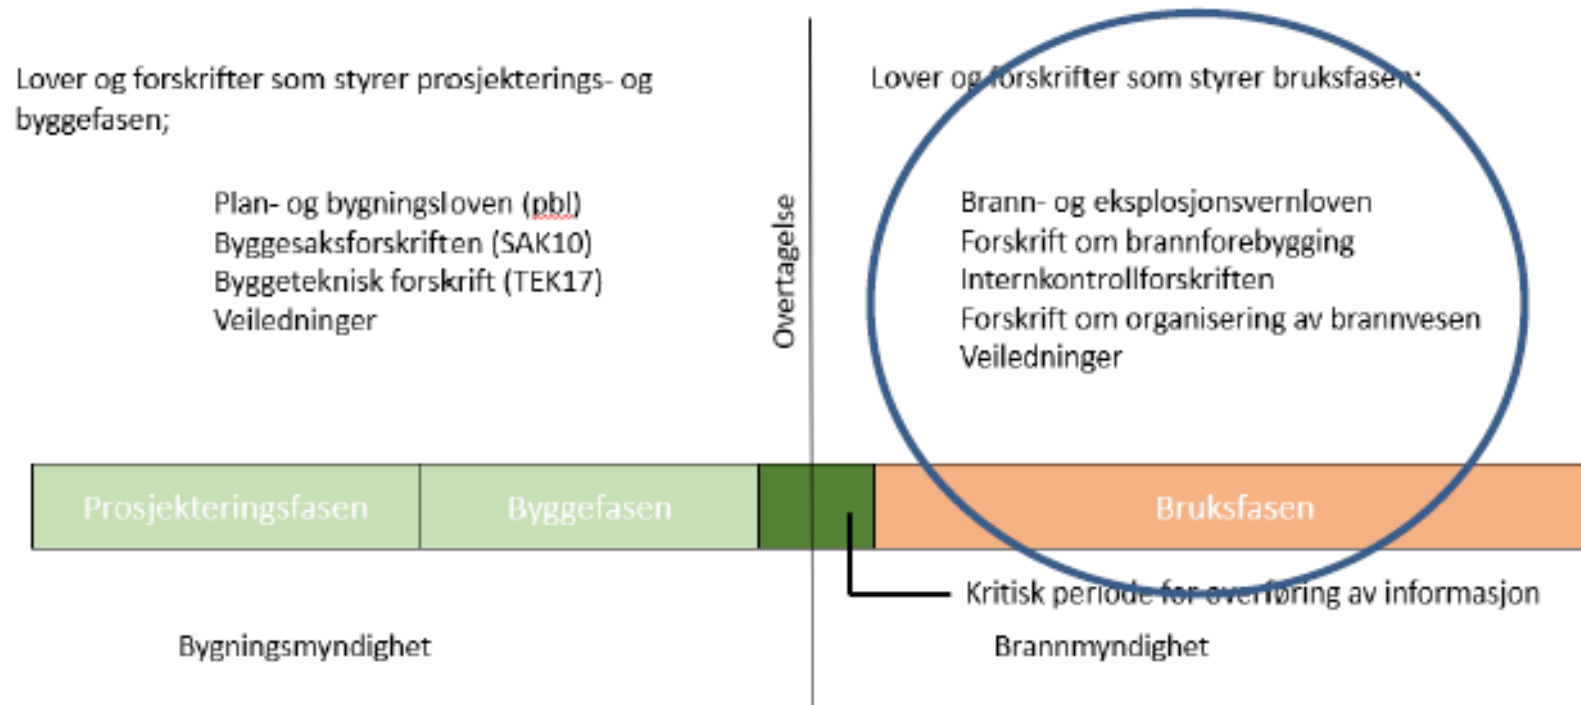 Lover og forskrifter som styrer prosjekterings- og
byggefasen;
Plan- og bygningsloven (pbl)
Byggesaksforskriften (SAK10)
Byggeteknisk forskrift (TEK17)
Veiledninger
Overtagelse
Lover og forskrifter som styrer bruksfasen:
Brann- og eksplosjonsvernloven
Forskrift om brannforebygging
Internkontrollforskriften
Forskrift om organisering av brannvesen
Veiledninger
Prosjekteringsfasen
Byggefasen
Bruksfasen
Kritisk periode for overføring av informasjon
Bygningsmyndighet
Brannmyndighet